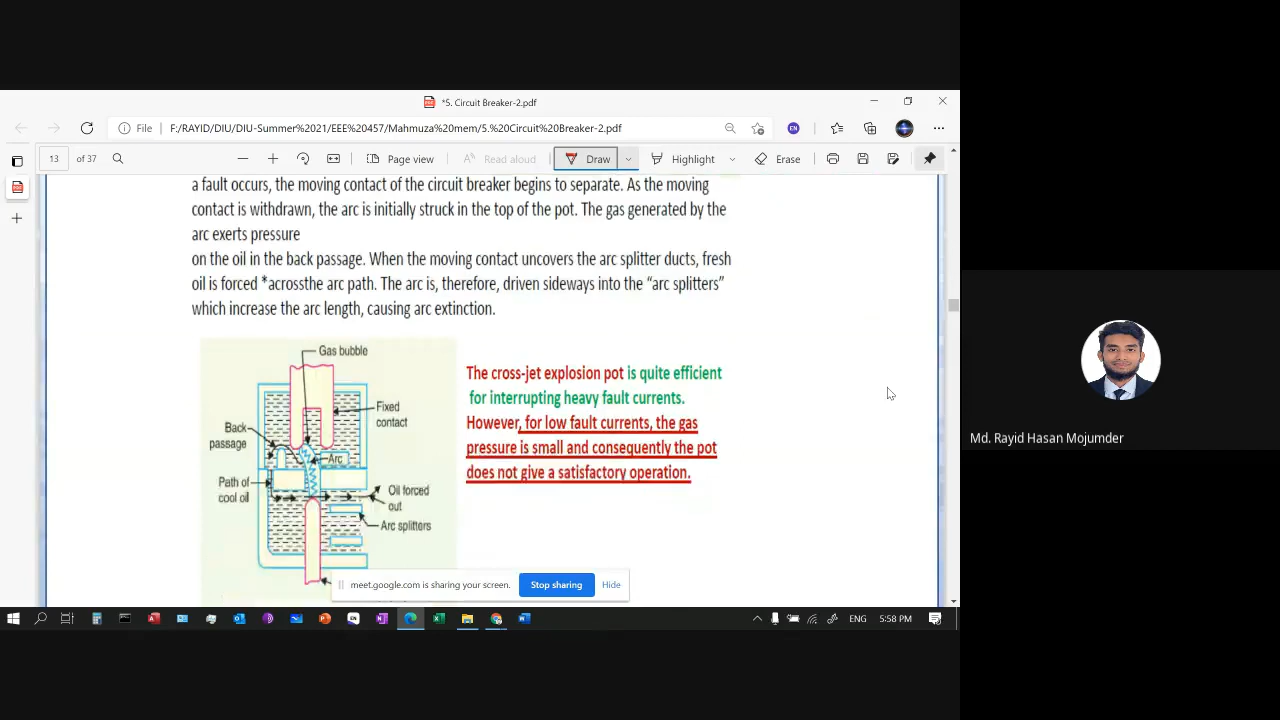 *5. Circuit Breaker-2.pdf
File F:/RAYID/DIU/DIU-Summer%2021/EEE%20457/Mahmuza%20mem/5.%20Circuit%20Breaker-2.pdf EN
13 of 37 Page view Read aloud Draw Highlight Erase
a fault occurs, the moving contact of the circuit breaker begins to separate. As the moving
contact is withdrawn, the arc is initially struck in the top of the pot. The gas generated by the
arc exerts pressure
on the oil in the back passage. When the moving contact uncovers the arc splitter ducts, fresh
oil is forced *acrossthe arc path. The arc is, therefore, driven sideways into the “arc splitters”
which increase the arc length, causing arc extinction.
Gas bubble
Fixed
contact
Back
passage
Arc
Path of
cool oil
Oil forced
out
Arc splitters
The cross-jet explosion pot is quite efficient
for interrupting heavy fault currents.
However, for low fault currents, the gas
pressure is small and consequently the pot
does not give a satisfactory operation.
Md. Rayid Hasan Mojumder
meet.google.com is sharing your screen. Stop sharing Hide
ENG 5:58 PM